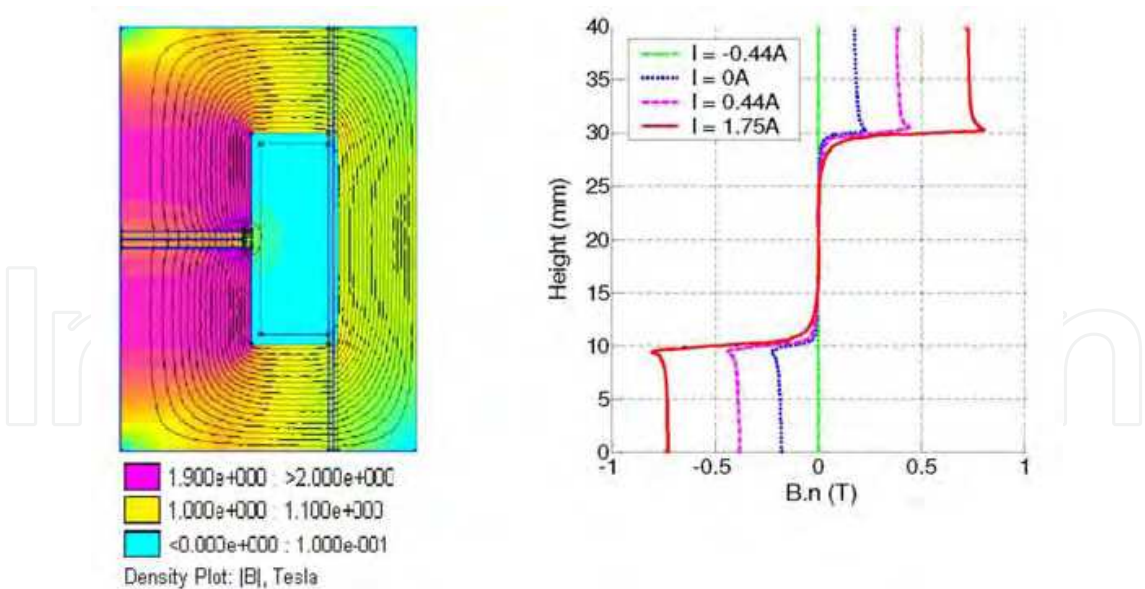 1.900e+000 : >2.000e+000
1.000e+000 : 1.100e+000
<0.000e+000 : 1.000e-001
Density Plot: |B|, Tesla
40
35
30
25
20
15
10
5
0
Height (mm)
I = -0.44A
I = 0A
I = 0.44A
I = 1.75A
-1 -0.5 0 0.5 1
B.n (T)